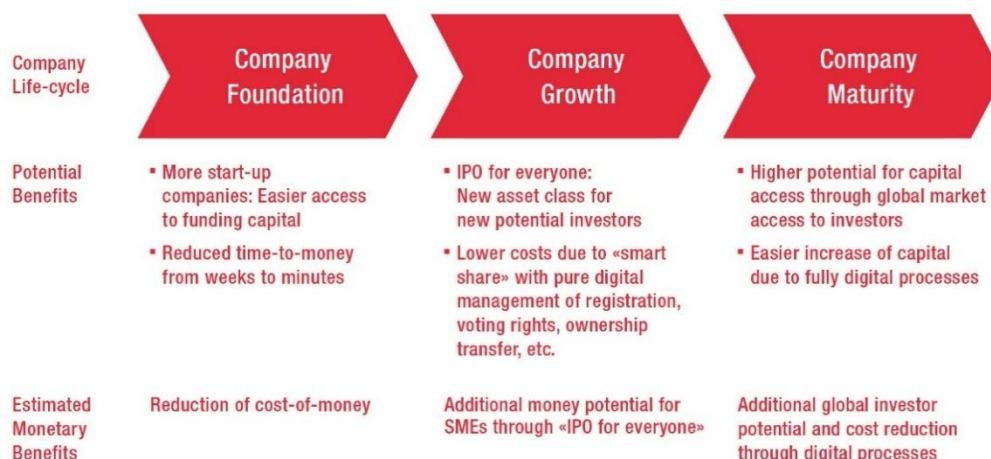 Company
Life-cycle
Company
Foundation
Company
Growth
Company
Maturity
Potential
Benefits
▪ More start-up
companies: Easier access
to funding capital
▪ Reduced time-to-money
from weeks to minutes
▪ IPO for everyone:
New asset class for
new potential investors
▪ Lower costs due to «smart
share» with pure digital
management of registration,
voting rights, ownership
transfer, etc.
▪ Higher potential for capital
access through global market
access to investors
▪ Easier increase of capital
due to fully digital processes
Estimated
Monetary
Benefits
Reduction of cost-of-money
Additional money potential for
SMEs through «IPO for everyone»
Additional global investor
potential and cost reduction
through digital processes